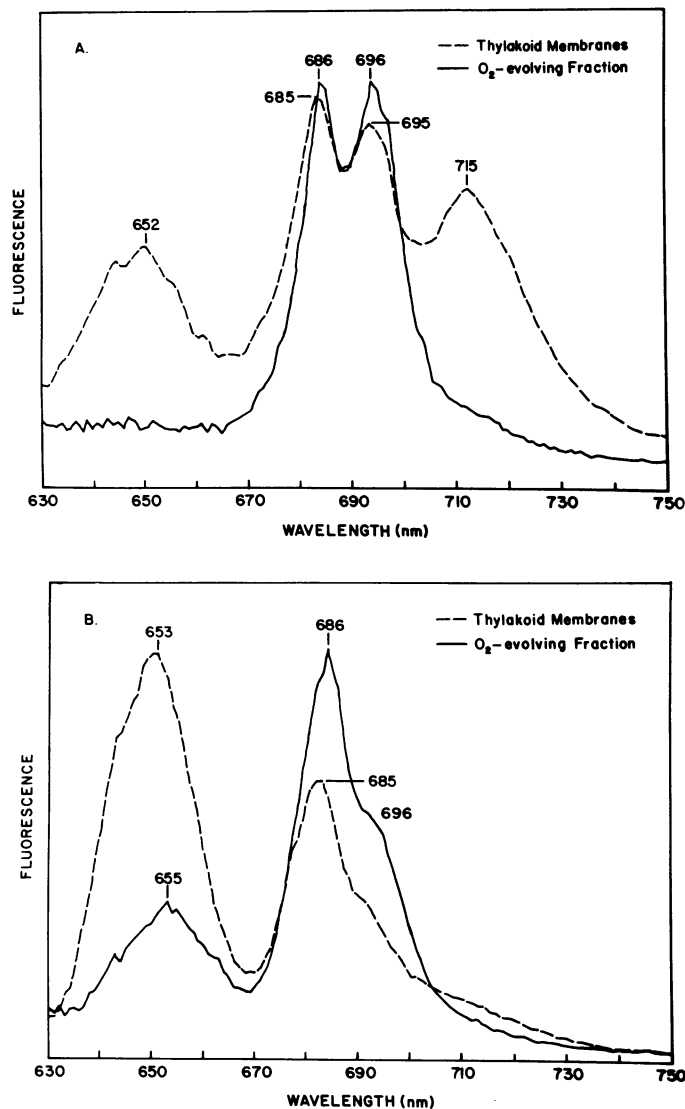 A.
686
696
--- Thylakoid Membranes
— O₂-evolving Fraction
685
695
715
652
FLUORESCENCE
630 650 670 690 710 730 750
WAVELENGTH (nm)
B.
653
686
--- Thylakoid Membranes
— O₂-evolving Fraction
685
696
655
FLUORESCENCE
630 650 670 690 710 730 750
WAVELENGTH (nm)